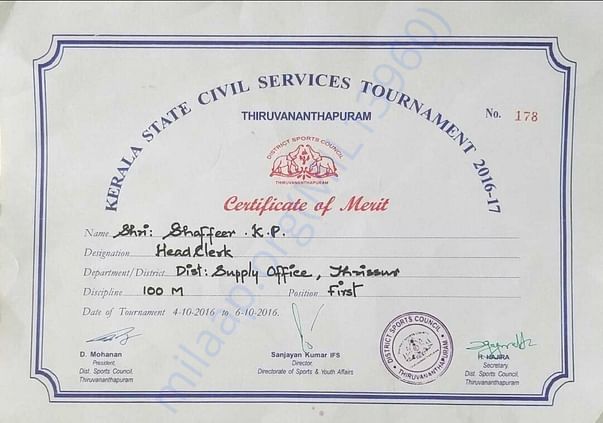 KERALA STATE CIVIL SERVICES TOURNAMENT 2016-17
THIRUVANANTHAPURAM
No. 178
DISTRICT SPORTS COUNCIL
THIRUVANANTHAPURAM
Certificate of Merit
Name Shri: Shaffeer .K.P.
Designation Head Clerk
Department/District Dist: Supply Office, Thrissur
Discipline 100 M Position First
Date of Tournament 4-10-2016 to 6-10-2016.
D. Mohanan
President,
Dist. Sports Council,
Thiruvananthapuram
Sanjayan Kumar IFS
Director
Directorate of Sports & Youth Affairs
DISTRICT SPORTS COUNCIL
THIRUVANANTHAPURAM
H. HAJIRA
Secretary
Dist. Sports Council,
Thiruvananthapuram